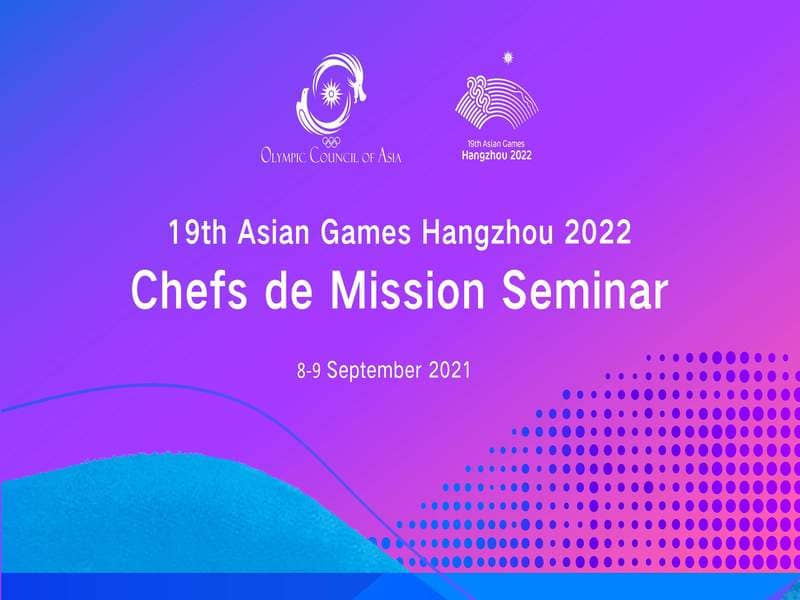 OLYMPIC COUNCIL OF ASIA
19th Asian Games
Hangzhou 2022
19th Asian Games Hangzhou 2022
Chefs de Mission Seminar
8-9 September 2021